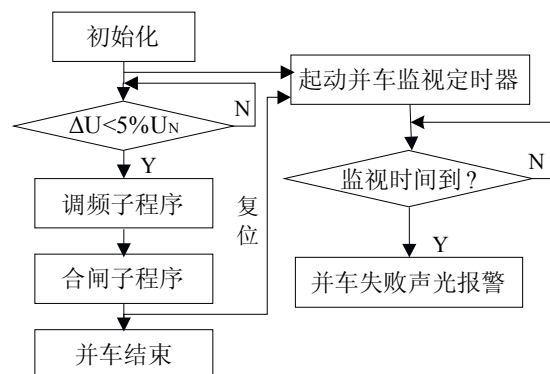 初始化
起动并车监视定时器
N
ΔU<5%UN
Y
N
监视时间到?
调频子程序
复位
Y
合闸子程序
并车失败声光报警
并车结束